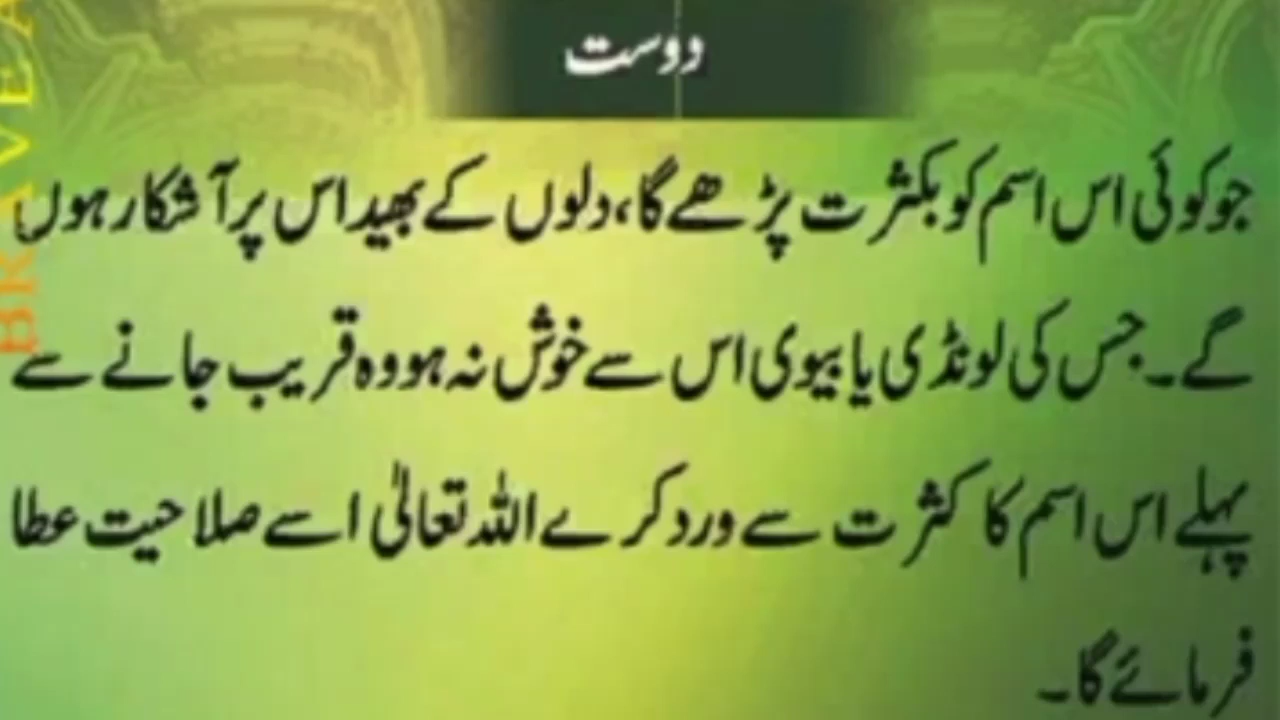 دوست
جو کوئی اس اسم کو بکثرت پڑھے گا، دلوں کے بھید اس پر آشکار ہوں
گے۔ جس کی لونڈی یا بیوی اس سے خوش نہ ہو وہ قریب جانے سے
پہلے اس اسم کا کثرت سے ورد کرے اللہ تعالیٰ اسے صلاحیت عطا
فرمائے گا۔
BRAVEA